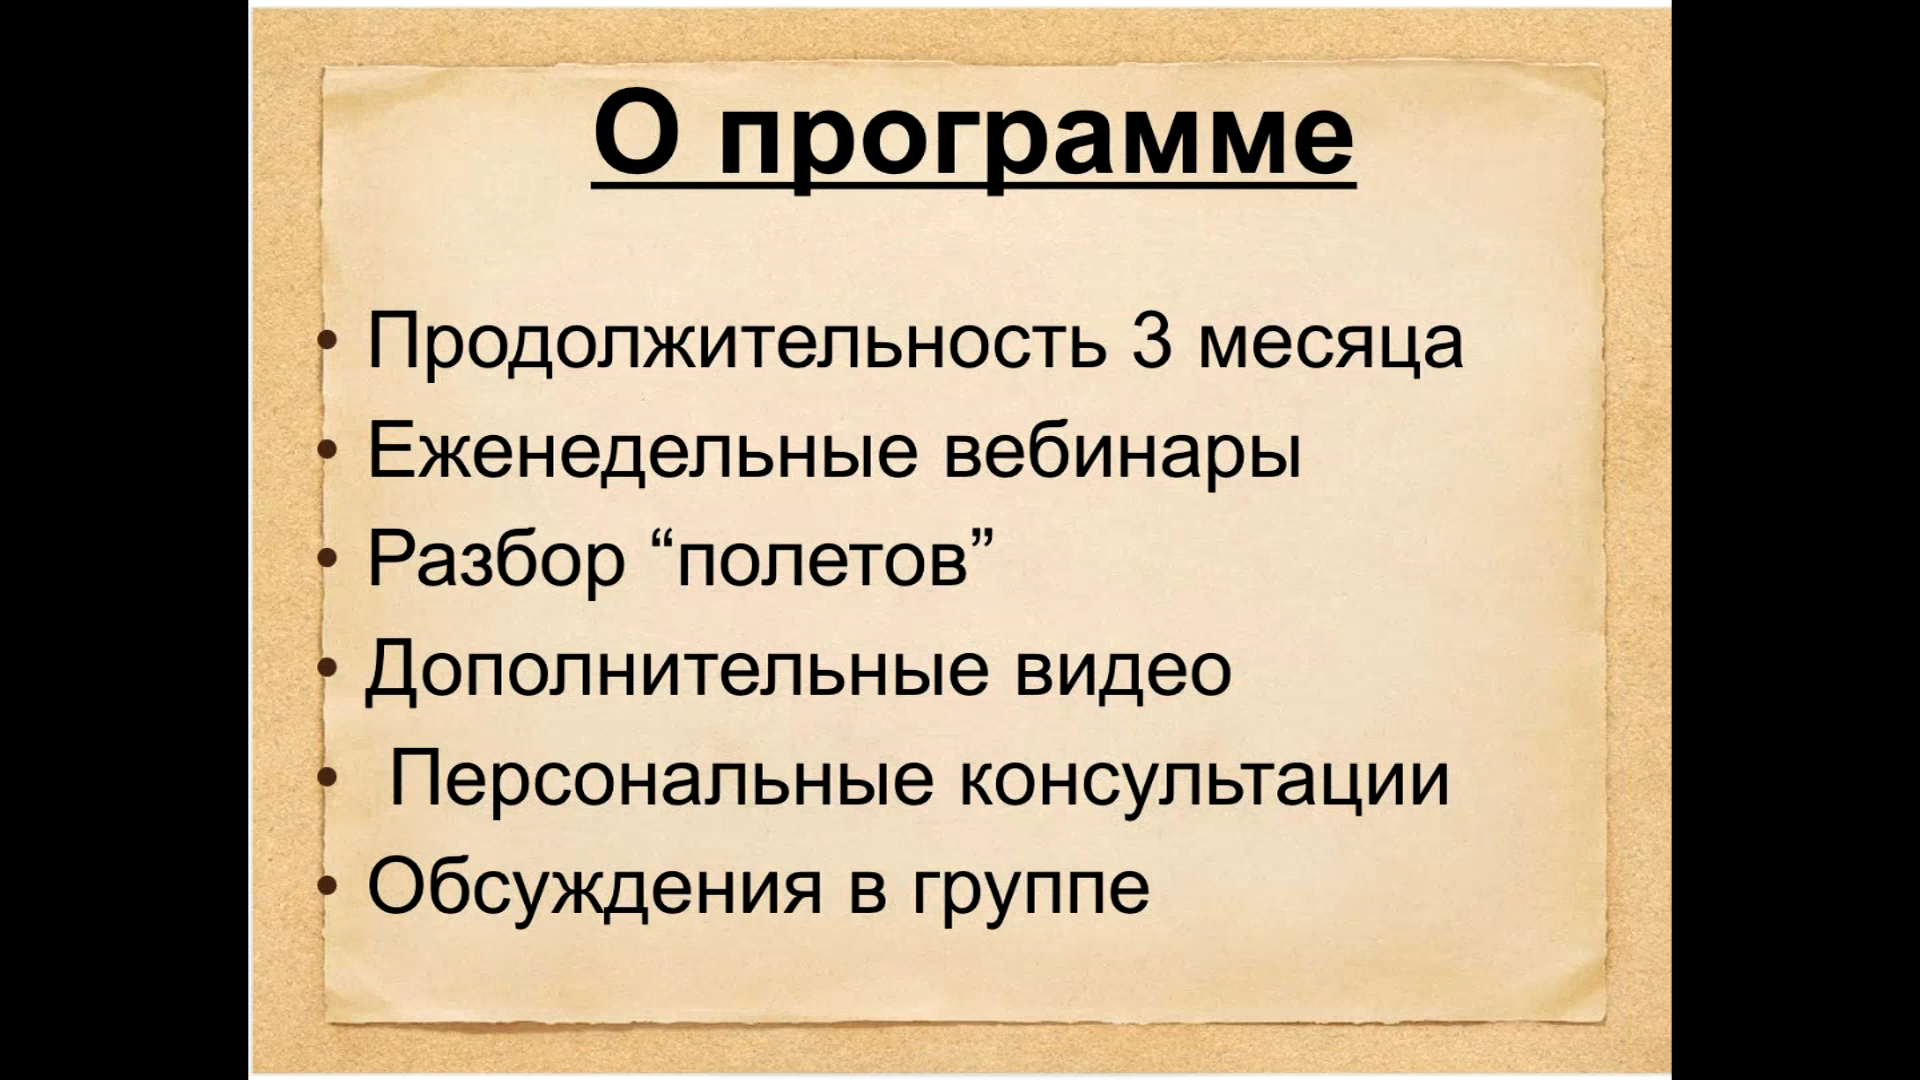 О программе
• Продолжительность 3 месяца
• Еженедельные вебинары
• Разбор “полетов”
• Дополнительные видео
• Персональные консультации
• Обсуждения в группе